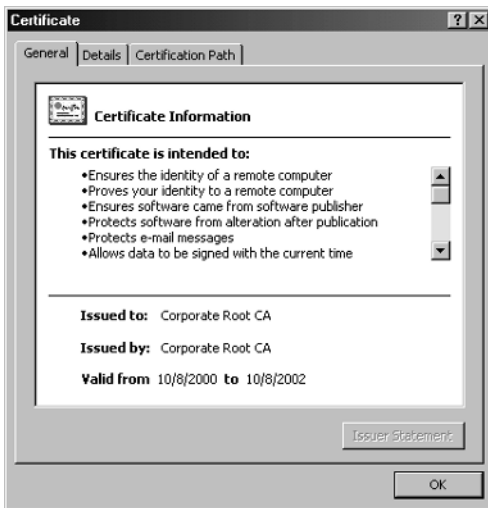 Certificate
General Details Certification Path
Certificate Information
This certificate is intended to:
•Ensures the identity of a remote computer
•Proves your identity to a remote computer
•Ensures software came from software publisher
•Protects software from alteration after publication
•Protects e-mail messages
•Allows data to be signed with the current time
Issued to: Corporate Root CA
Issued by: Corporate Root CA
Valid from 10/8/2000 to 10/8/2002
Issuer Statement
OK